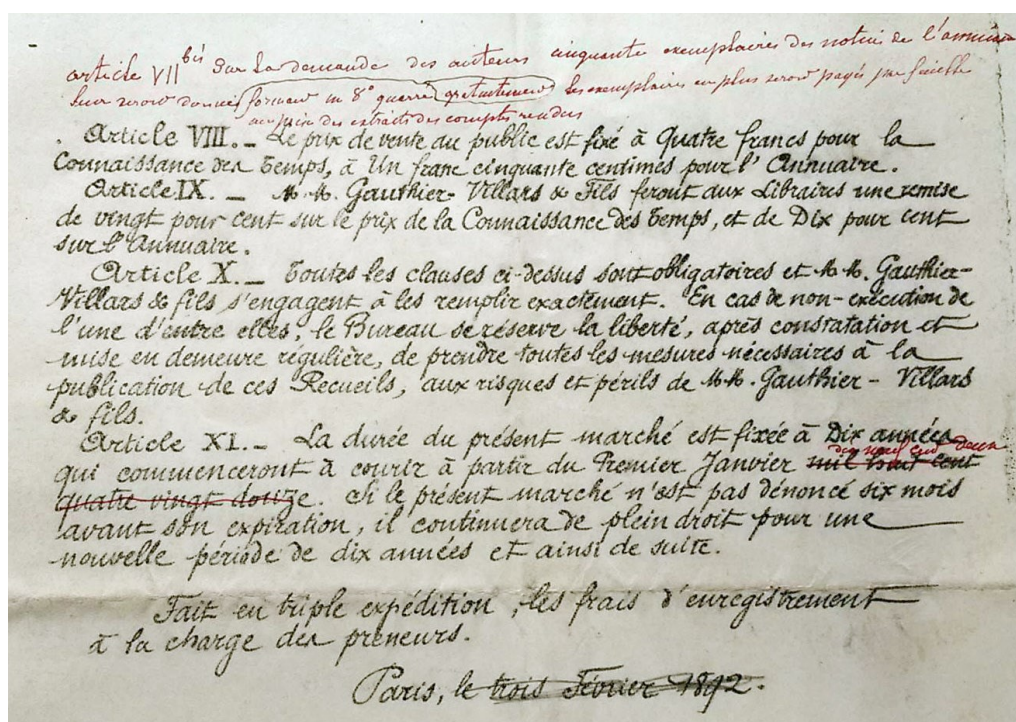 article VII bis Sur La demande des auteurs cinquante exemplaires des notices de l'annuaire
leur seront donnés format in 8° gratuitement les exemplaires en plus seront payés par
au prix des extraits des comptes rendus
Article VIII._ Le prix de vente au public est fixé à Quatre francs pour la
Connaissance des Temps, à Un franc cinquante centimes pour l'Annuaire.
Article IX. _ M.M. Gauthier-Villars & Fils feront aux Libraires une remise
de vingt pour cent sur le prix de la Connaissance des Temps, et de Dix pour cent
sur l'Annuaire.
Article X._ Toutes les clauses ci-dessus sont obligatoires et M.M. Gauthier-
Villars & fils s'engagent à les remplir exactement. En cas de non-exécution de
l'une d'entre elles, le Bureau se réserve la liberté, après constatation et
mise en demeure régulière, de prendre toutes les mesures nécessaires à la
publication de ces Recueils, aux risques et périls de M.M. Gauthier-Villars
& fils.
Article XI._ La durée du présent marché est fixée à Dix années
dix neuf cent deux
qui commenceront à courir à partir du Premier Janvier mil huit cent
quatre vingt douze. Si le présent marché n'est pas dénoncé six mois
avant son expiration, il continuera de plein droit pour une
nouvelle période de dix années et ainsi de suite.
Fait en triple expédition, les frais d'enregistrement
à la charge des preneurs.
Paris, le trois Février 1892.